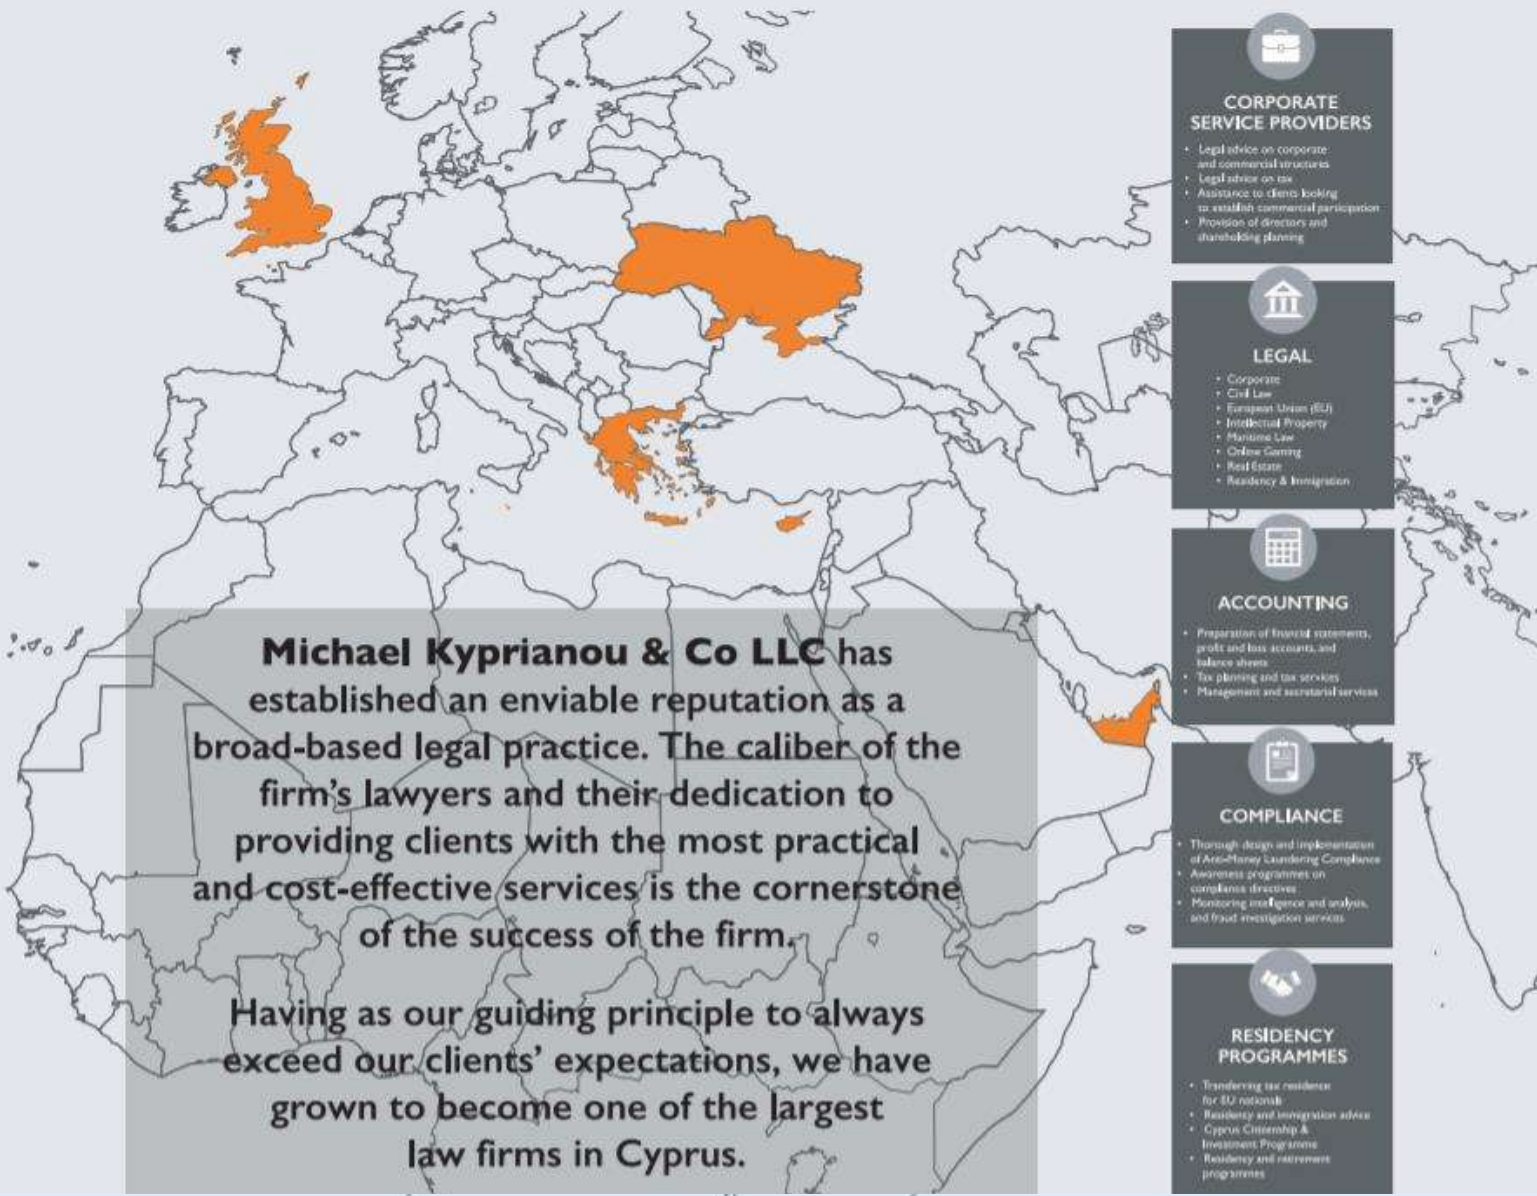 CORPORATE
SERVICE PROVIDERS
• Legal advice on corporate
and commercial structures
• Legal advice on tax
• Assistance to clients looking
to establish commercial participation
• Provision of directors and
shareholding planning
LEGAL
• Corporate
• Civil Law
• European Union (EU)
• Intellectual Property
• Maritime Law
• Online Gaming
• Real Estate
• Residency & Immigration
ACCOUNTING
• Preparation of financial statements,
profit and loss accounts, and
balance sheets
• Tax planning and tax services
• Management and secretarial services
COMPLIANCE
• Thorough design and implementation
of Anti-Money Laundering Compliance
• Awareness programmes on
compliance directives
• Monitoring intelligence and analysis,
and fraud investigation services
RESIDENCY
PROGRAMMES
• Transferring tax residence
for EU nationals
• Residency and immigration advice
• Cyprus Citizenship &
Investment Programme
• Residency and retirement
programmes
Michael Kyprianou & Co LLC has
established an enviable reputation as a
broad-based legal practice. The caliber of the
firm's lawyers and their dedication to
providing clients with the most practical
and cost-effective services is the cornerstone
of the success of the firm.
Having as our guiding principle to always
exceed our clients' expectations, we have
grown to become one of the largest
law firms in Cyprus.